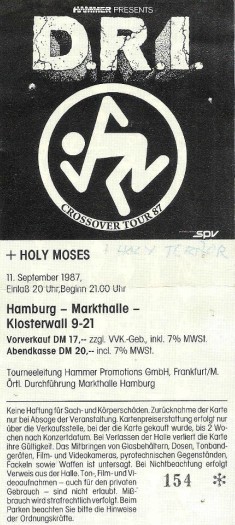 HAMMER PRESENTS
D.R.I.
CROSSOVER TOUR 87
SPV
+ HOLY MOSES
+ HOLY TERROR
11. September 1987,
Einlaß 20 Uhr, Beginn 21.00 Uhr
Hamburg – Markthalle –
Klosterwall 9-21
Vorverkauf DM 17,-- zzgl. VVK.-Geb., inkl. 7% MWSt.
Abendkasse DM 20,-- incl. 7% MWSt.
Tourneeleitung Hammer Promotions GmbH, Frankfurt/M.
Örtl. Durchführung Markthalle Hamburg
Keine Haftung für Sach- und Körperschäden. Zurücknahme der Karte
nur bei Absage der Veranstaltung. Kartenpreiserstattung erfolgt nur
über die Verkaufsstelle, bei der die Karte gekauft wurde, bis 2 Wo-
chen nach Konzertdatum. Bei Verlassen der Halle verliert die Karte
ihre Gültigkeit. Das Mitbringen von Glasbehältern, Dosen, Tonband-
geräten, Film- und Videokameras, pyrotechnischen Gegenständen,
Fackeln sowie Waffen ist untersagt. Bei Nichtbeachtung erfolgt
Verweis aus der Halle. Ton-, Film- und Vi-
deoaufnahmen – auch für den privaten
Gebrauch – sind nicht erlaubt. Miß-
brauch wird strafrechtlich verfolgt. Beim
Parken beachten Sie bitte die Hinweise
der Ordnungskräfte.
154 *